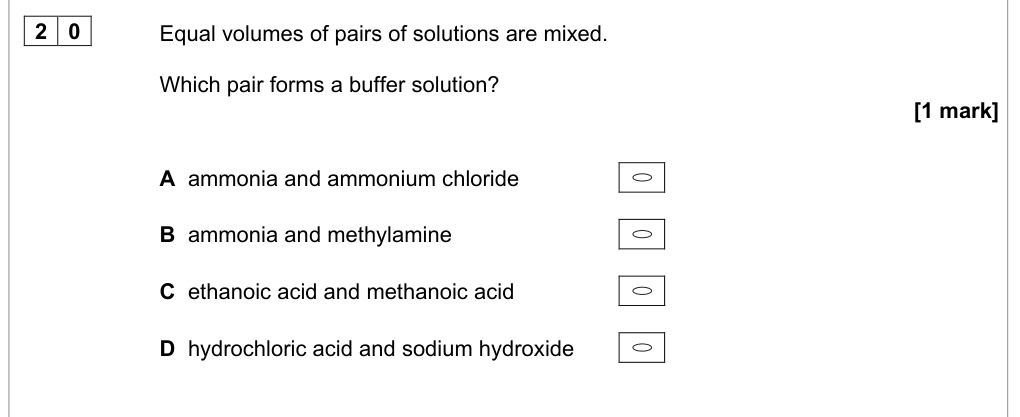 2 0 Equal volumes of pairs of solutions are mixed.
Which pair forms a buffer solution?
[1 mark]
A ammonia and ammonium chloride
B ammonia and methylamine
C ethanoic acid and methanoic acid
D hydrochloric acid and sodium hydroxide